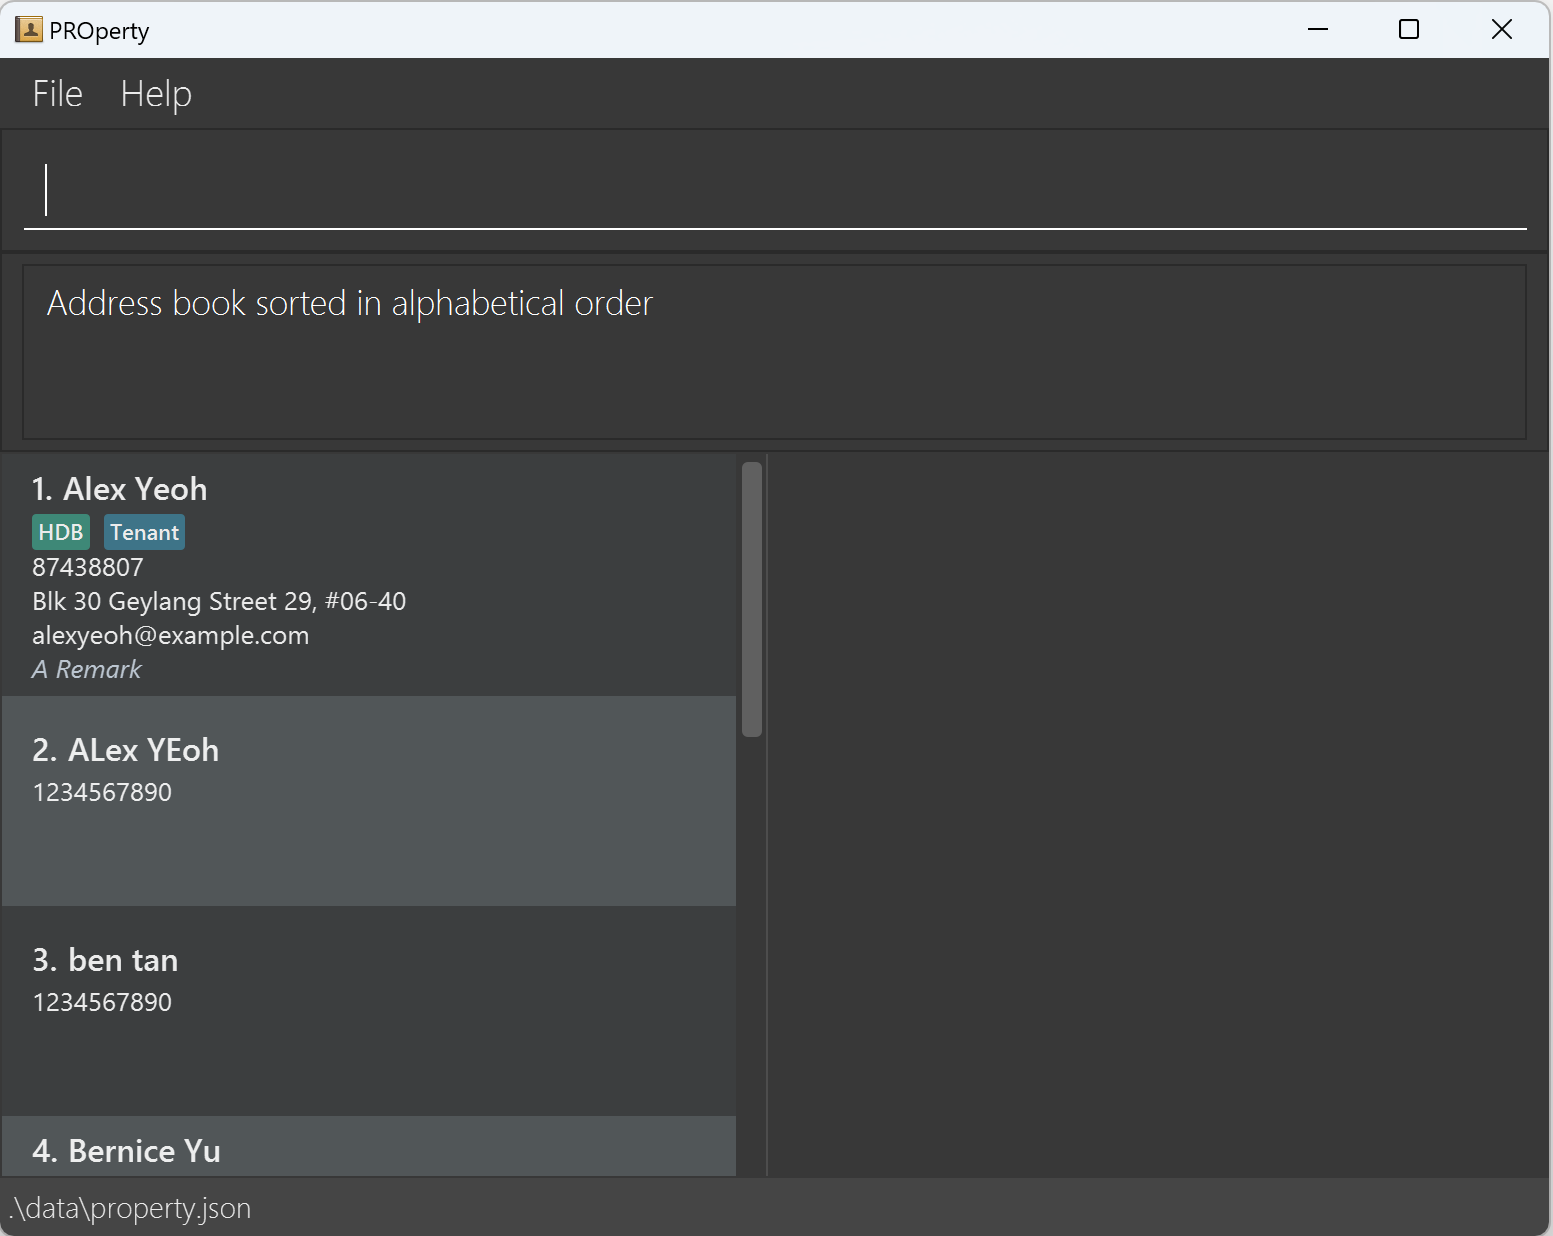 PROperty
File Help
Address book sorted in alphabetical order
1. Alex Yeoh
HDB Tenant
87438807
Blk 30 Geylang Street 29, #06-40
alexyeoh@example.com
A Remark
2. ALex YEoh
1234567890
3. ben tan
1234567890
4. Bernice Yu
.\data\property.json